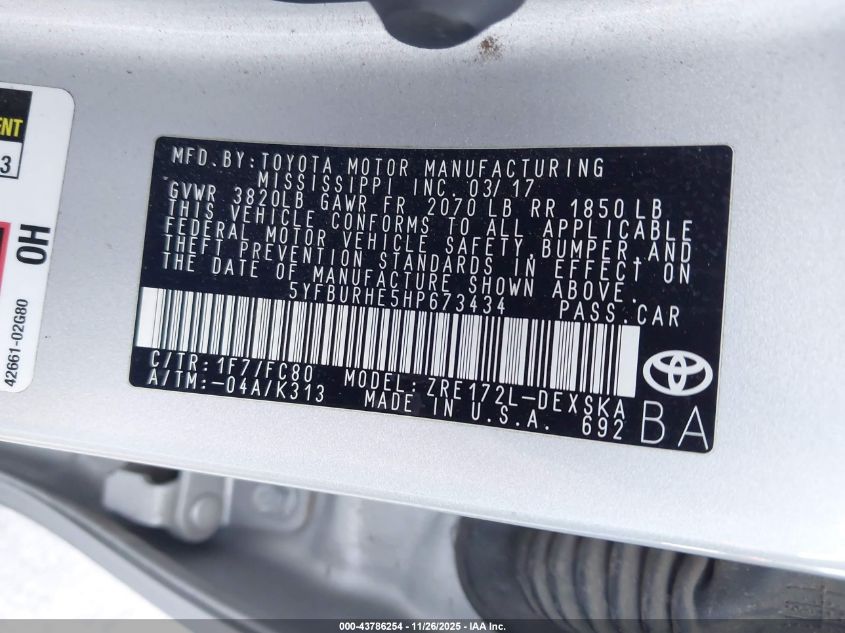 ENT
3
OH
42661-02G80
MFD.BY:TOYOTA MOTOR MANUFACTURING
MISSISSIPPI INC. 03/17
GVWR 3820LB GAWR FR 2070 LB RR 1850LB
THIS VEHICLE CONFORMS TO ALL APPLICABLE
FEDERAL MOTOR VEHICLE SAFETY,BUMPER,AND
THEFT PREVENTION STANDARDS IN EFFECT ON
THE DATE OF MANUFACTURE SHOWN ABOVE.
5YFBURHE5HP673434 PASS.CAR
C/TR:1F7/FC80 MODEL:ZRE172L-DEXSKA
A/TM:-04A/K313 MADE IN U.S.A. 692
BA
000-43786254 - 11/26/2025 - IAA Inc.